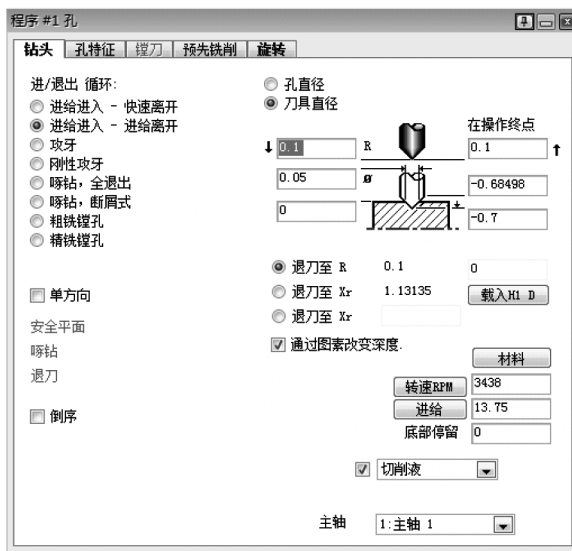 程序 #1 孔
钻头 孔特征 镗刀 预先铣削 旋转
进/退出 循环:
进给进入 - 快速离开
进给进入 - 进给离开
攻牙
刚性攻牙
啄钻，全退出
啄钻，断屑式
粗铣镗孔
精铣镗孔
单方向
安全平面
啄钻
退刀
倒序
孔直径
刀具直径
在操作终点
0.1 R 0.1
0.05 ø -0.68498
0 -0.7
退刀至 R 0.1 0
退刀至 Xr 1.13135 载入H1 D
退刀至 Xr
通过图素改变深度.
材料
转速RPM 3438
进给 13.75
底部停留 0
切削液
主轴 1:主轴 1